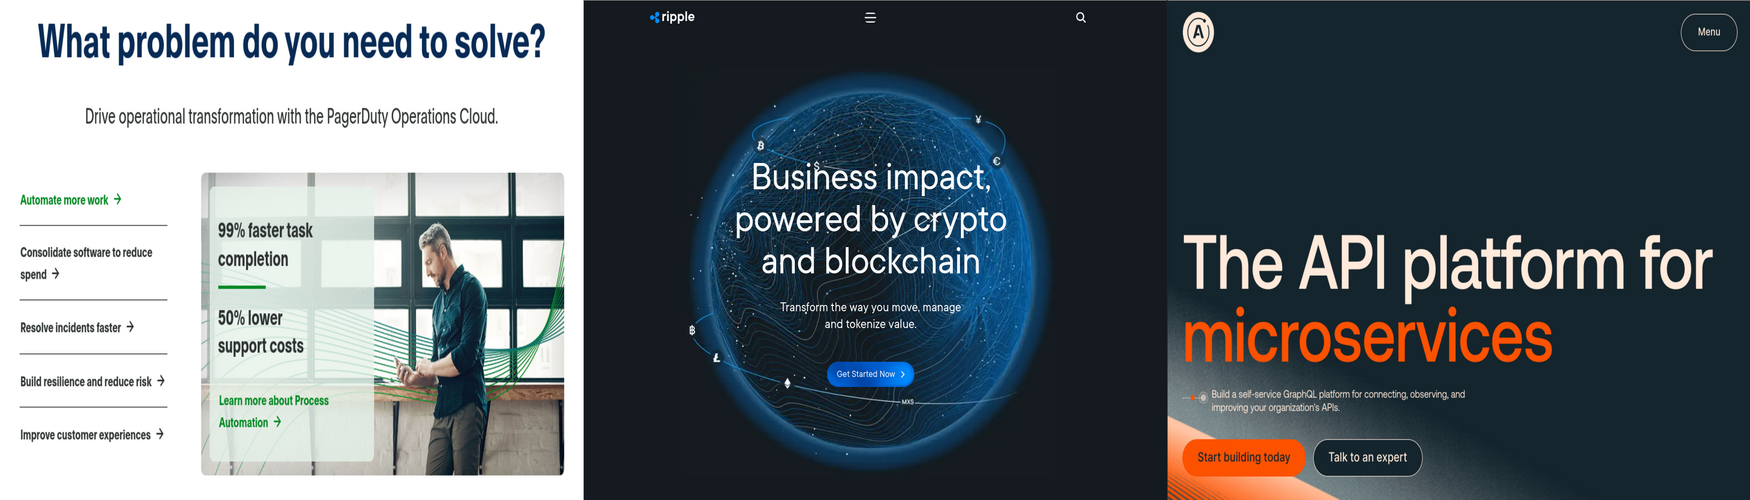 What problem do you need to solve?
Drive operational transformation with the PagerDuty Operations Cloud.
Automate more work →
Consolidate software to reduce
spend →
Resolve incidents faster →
Build resilience and reduce risk →
Improve customer experiences →
99% faster task
completion
50% lower
support costs
Learn more about Process
Automation →
ripple
¥
₿
€
$
Business impact,
powered by crypto
and blockchain
Transform the way you move, manage
and tokenize value.
฿
£
Get Started Now >
MX$
A
Menu
The API platform for
microservices
Build a self-service GraphQL platform for connecting, observing, and
improving your organization's APIs.
Start building today
Talk to an expert